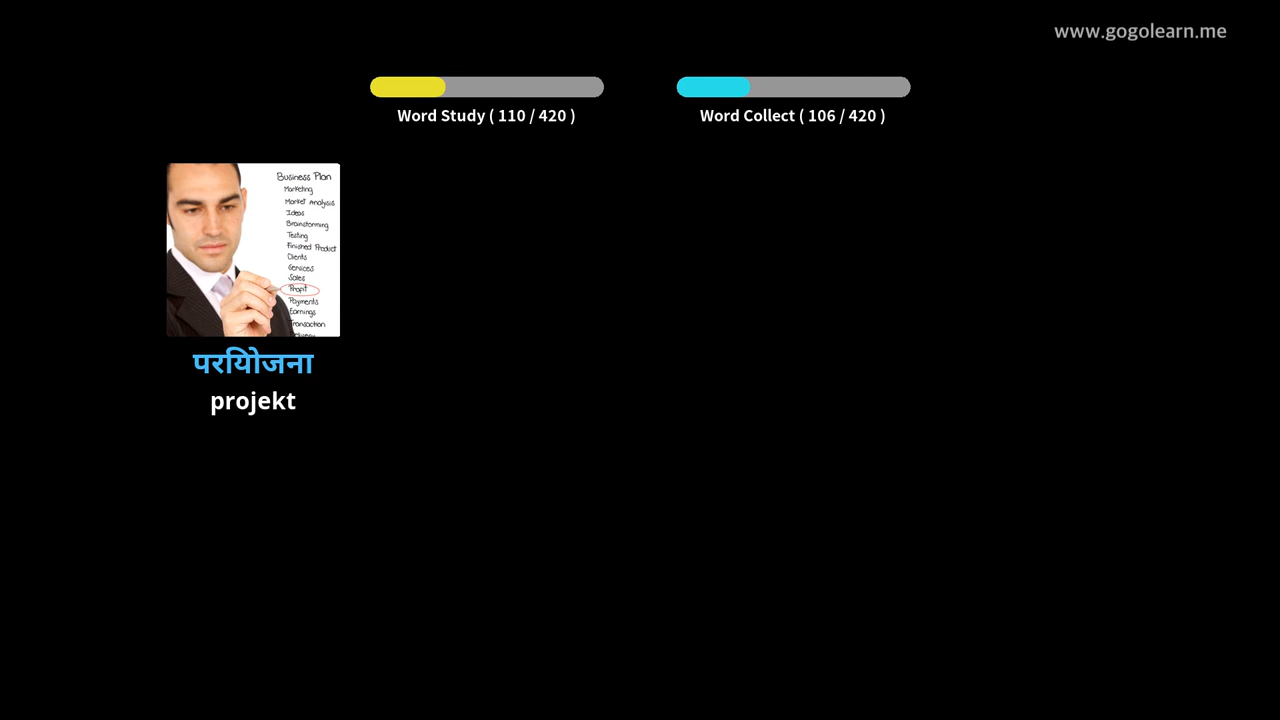 www.gogolearn.me
Word Study ( 110 / 420 )
Word Collect ( 106 / 420 )
Business Plan
Marketing
Market Analysis
Ideas
Brainstorming
Testing
Finished Product
Clients
Services
Sales
Profit
Payments
Earnings
Transaction
Delivery
परियोजना
projekt